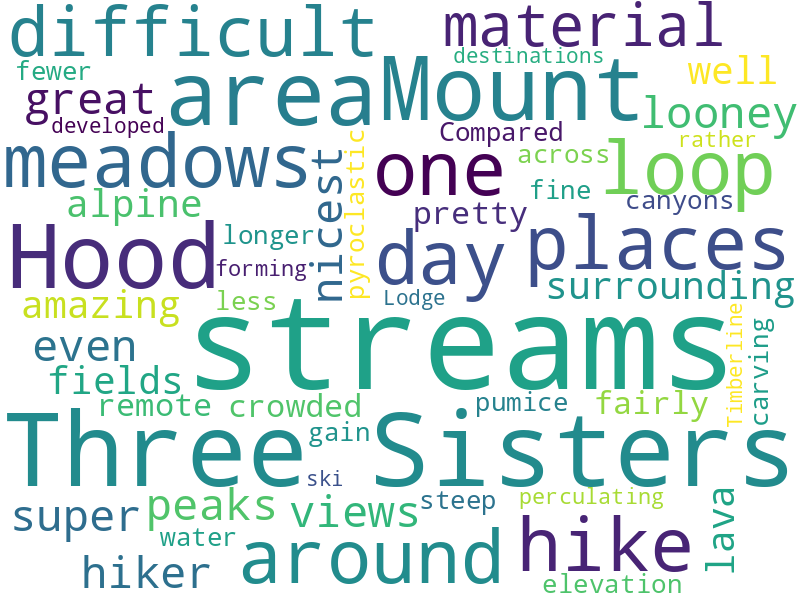 difficult
material
destinations
fewer
well
great
area
Mount
looney
developed
Compared
rather
meadows
nicest
pyroclastic
one
across
loop
alpine
fine
canyons
pretty
Hood
longer
day
places
forming
surrounding
amazing
less
Lodge
streams
even
Timberline
carving
fields
remote
crowded
pumice
fairly
gain
Three Sisters
ski
super
peaks
views
steep
perculating
lava
water
around
hike
hiker
elevation